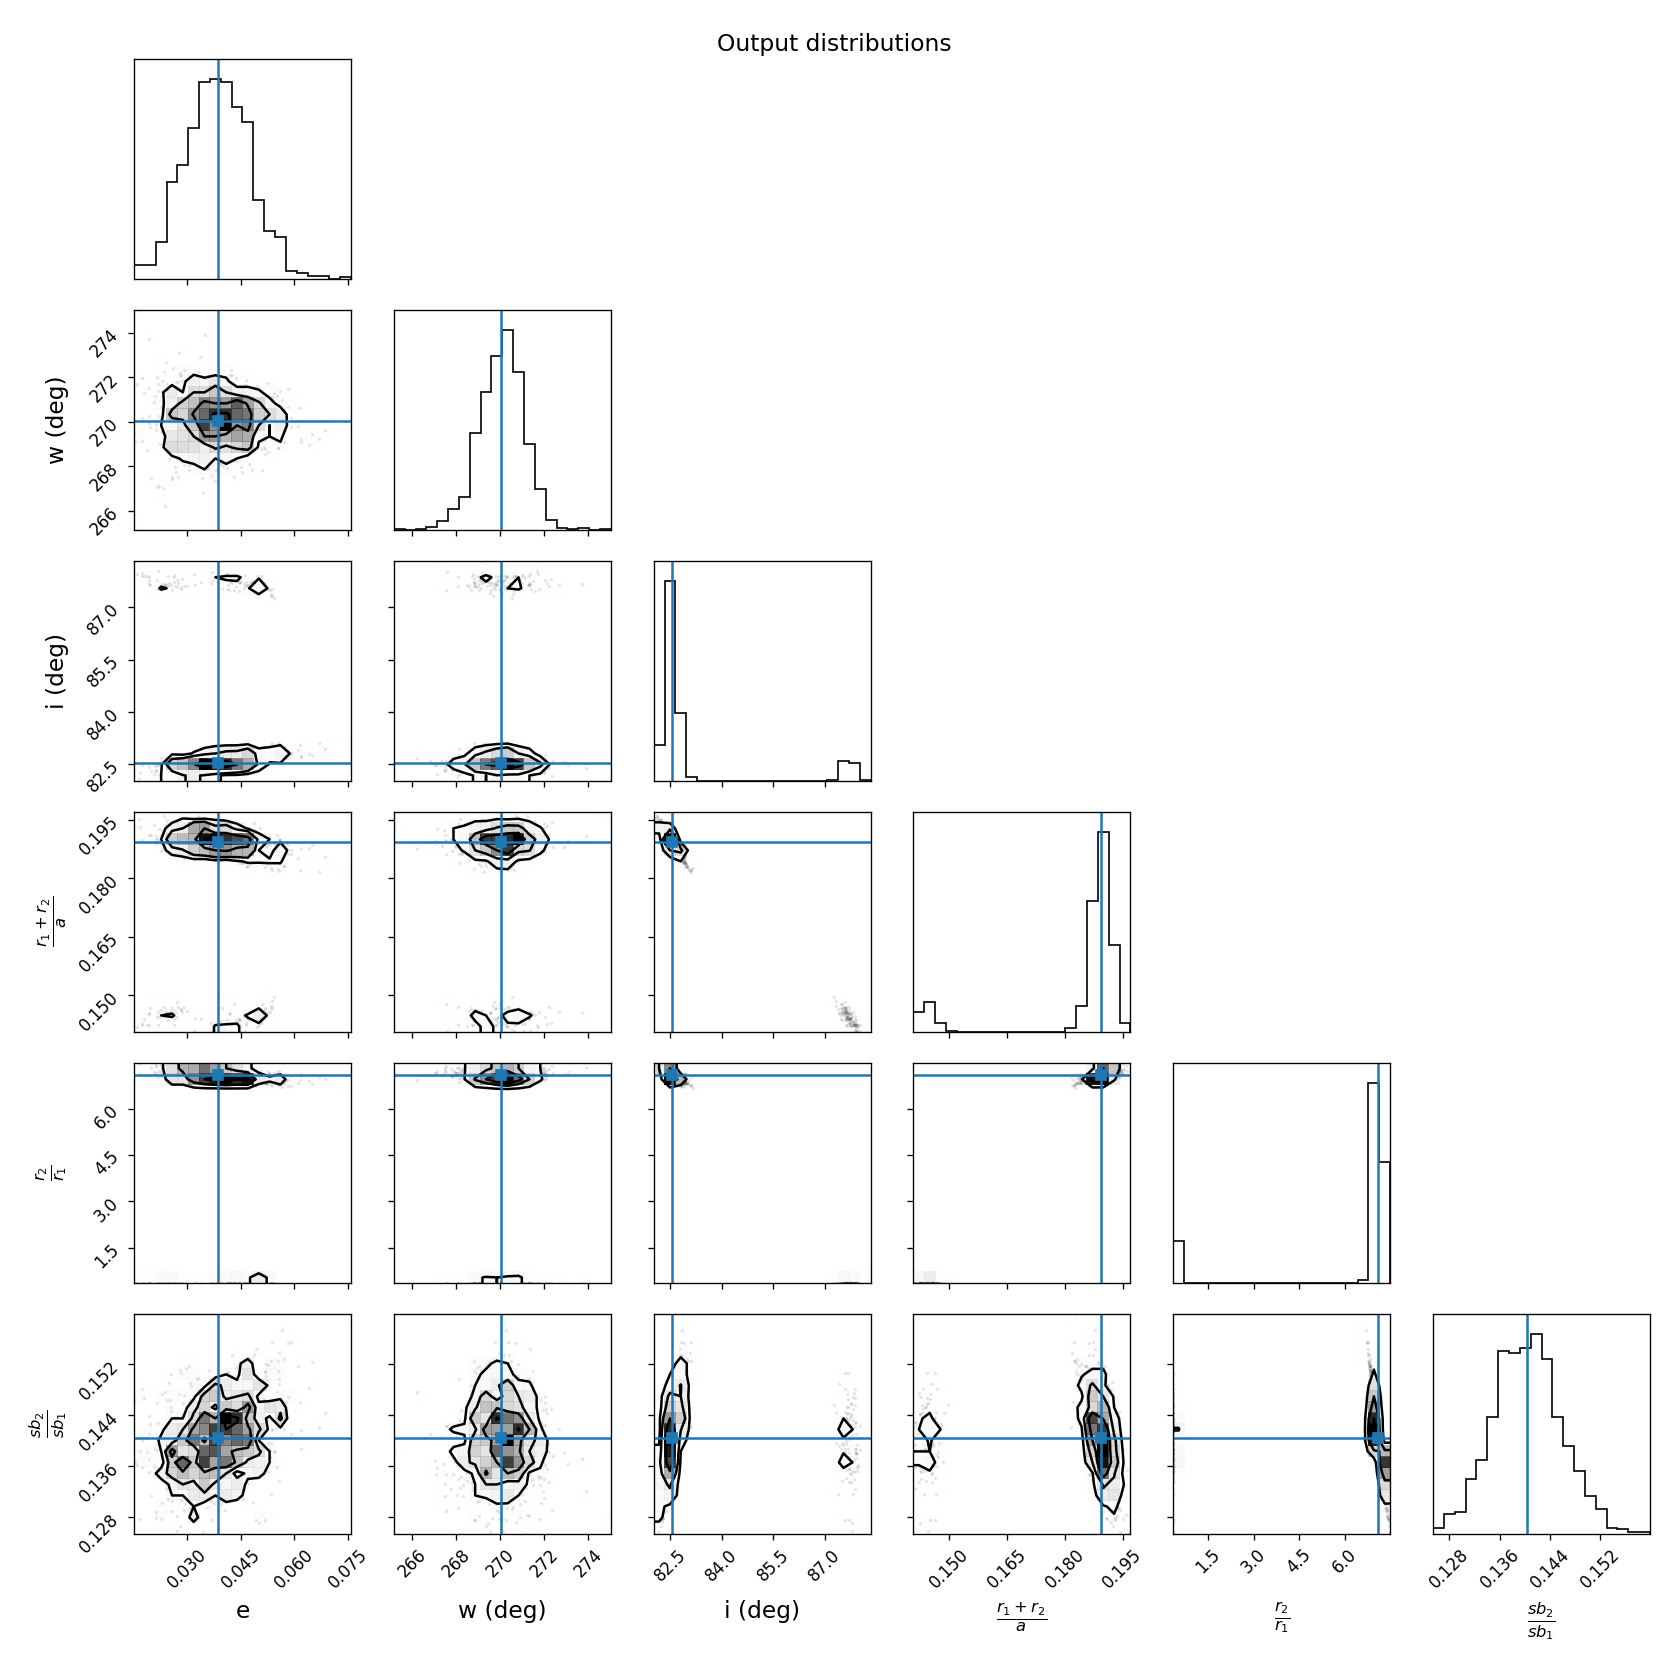 Output distributions
w (deg)
274
272
270
268
266
i (deg)
87.0
85.5
84.0
82.5
r₁ + r₂
a
0.195
0.180
0.165
0.150
r₂
r₁
6.0
4.5
3.0
1.5
sb₂
sb₁
0.152
0.144
0.136
0.128
0.030 0.045 0.060 0.075 266 268 270 272 274 82.5 84.0 85.5 87.0 0.150 0.165 0.180 0.195 1.5 3.0 4.5 6.0 0.128 0.136 0.144 0.152
e w (deg) i (deg) r₁ + r₂ r₂ sb₂
a r₁ sb₁